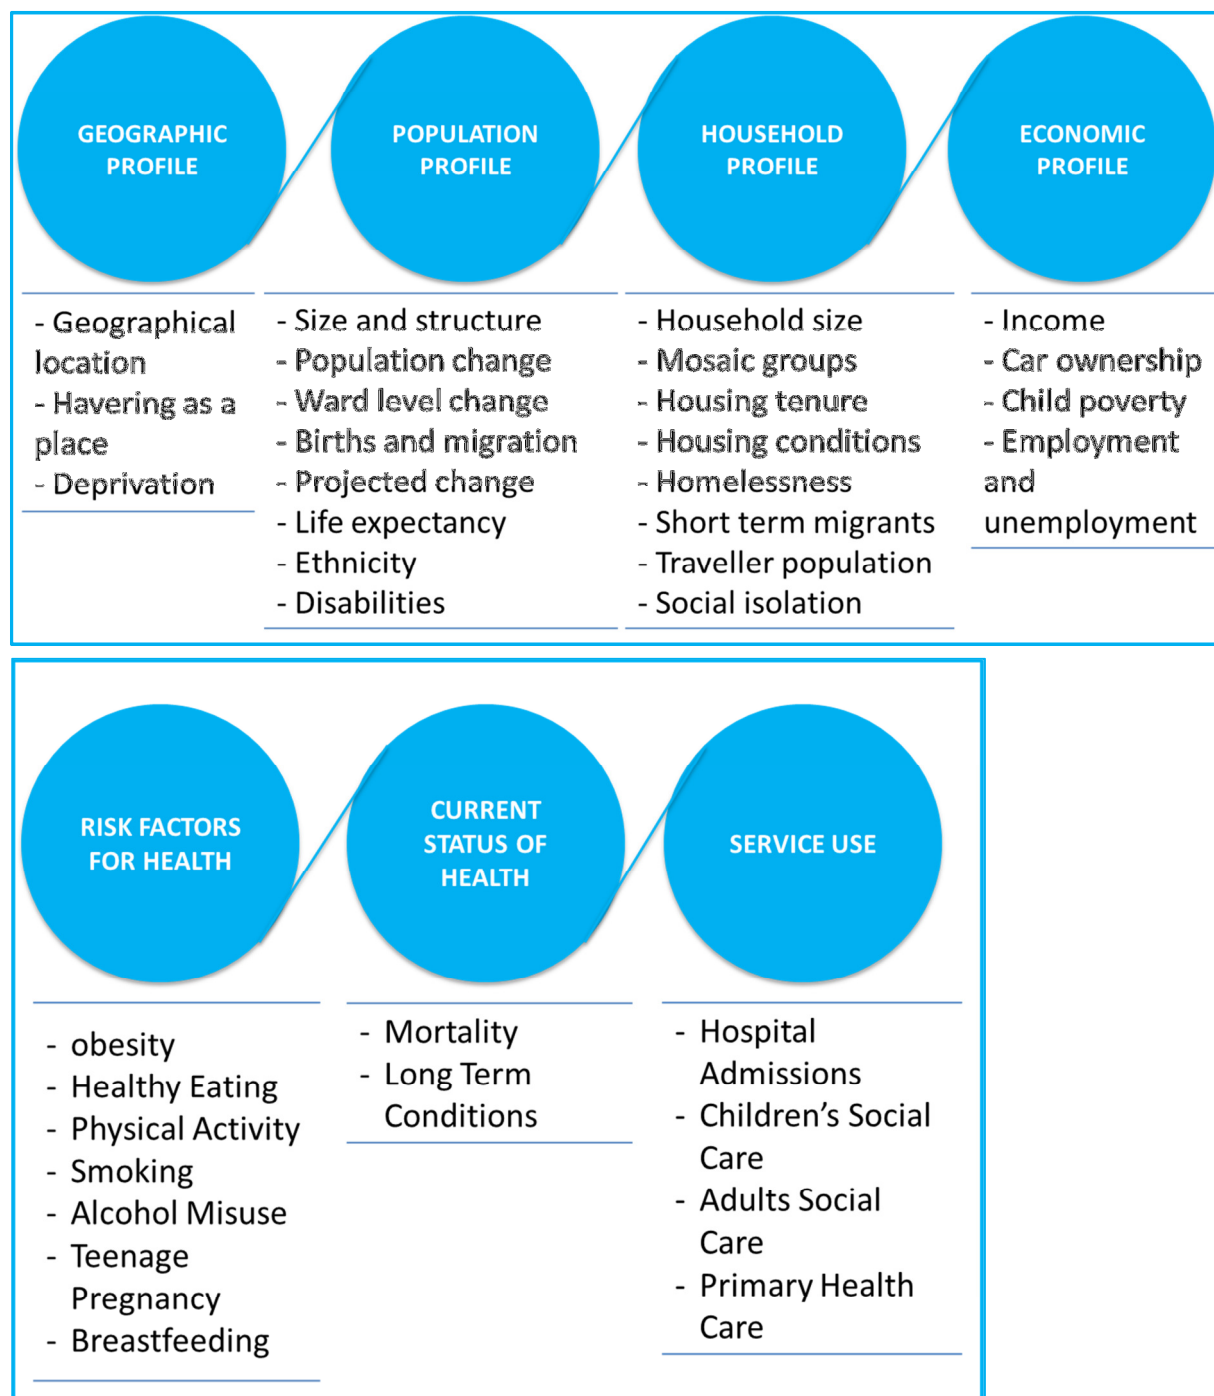 GEOGRAPHIC
PROFILE
POPULATION
PROFILE
HOUSEHOLD
PROFILE
ECONOMIC
PROFILE
- Geographical
location
- Havering as a
place
- Deprivation
- Size and structure
- Population change
- Ward level change
- Births and migration
- Projected change
- Life expectancy
- Ethnicity
- Disabilities
- Household size
- Mosaic groups
- Housing tenure
- Housing conditions
- Homelessness
- Short term migrants
- Traveller population
- Social isolation
- Income
- Car ownership
- Child poverty
- Employment
and
unemployment
RISK FACTORS
FOR HEALTH
CURRENT
STATUS OF
HEALTH
SERVICE USE
- obesity
- Healthy Eating
- Physical Activity
- Smoking
- Alcohol Misuse
- Teenage
Pregnancy
- Breastfeeding
- Mortality
- Long Term
Conditions
- Hospital
Admissions
- Children's Social
Care
- Adults Social
Care
- Primary Health
Care